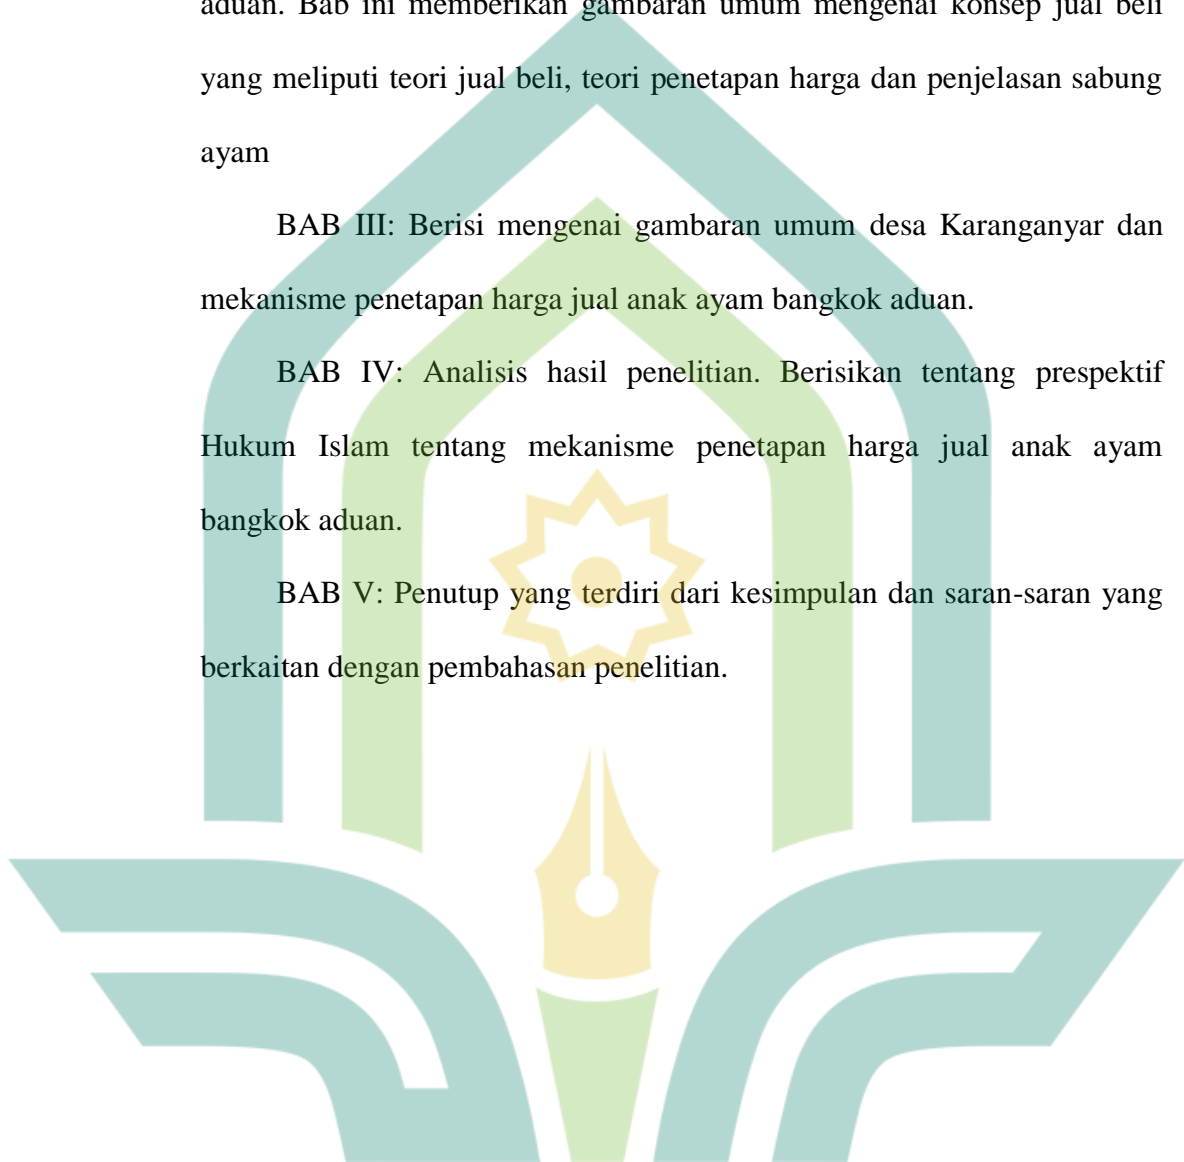 aduan. Bab ini memberikan gambaran umum mengenai konsep jual beli
yang meliputi teori jual beli, teori penetapan harga dan penjelasan sabung
ayam
BAB III: Berisi mengenai gambaran umum desa Karanganyar dan
mekanisme penetapan harga jual anak ayam bangkok aduan.
BAB IV: Analisis hasil penelitian. Berisikan tentang prespektif
Hukum Islam tentang mekanisme penetapan harga jual anak ayam
bangkok aduan.
BAB V: Penutup yang terdiri dari kesimpulan dan saran-saran yang
berkaitan dengan pembahasan penelitian.